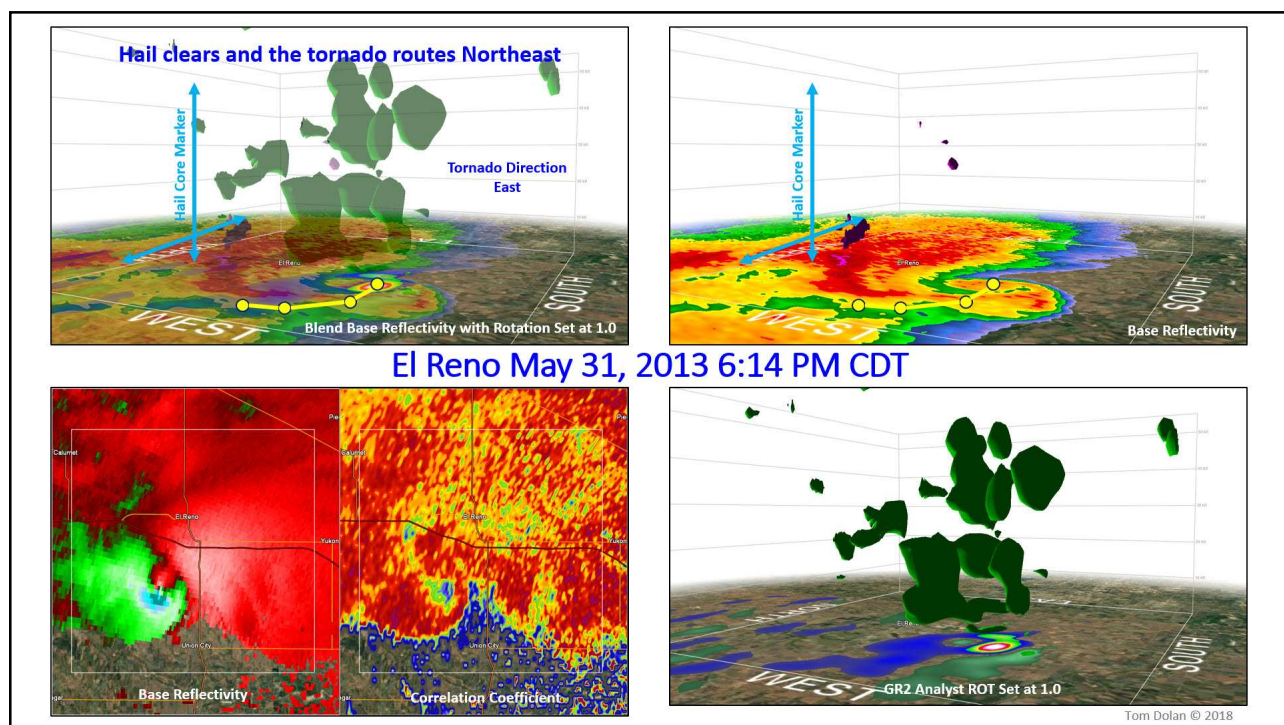 Hail clears and the tornado routes Northeast
Hail Core Marker
Tornado Direction
East
El Reno
WEST
SOUTH
Blend Base Reflectivity with Rotation Set at 1.0
Hail Core Marker
El Reno
WEST
SOUTH
Base Reflectivity
El Reno May 31, 2013 6:14 PM CDT
Calumet
El Reno
Yukon
Union City
Base Reflectivity
Calumet
El Reno
Yukon
Union City
Correlation Coefficient
WEST
SOUTH
GR2 Analyst ROT Set at 1.0
Tom Dolan © 2018